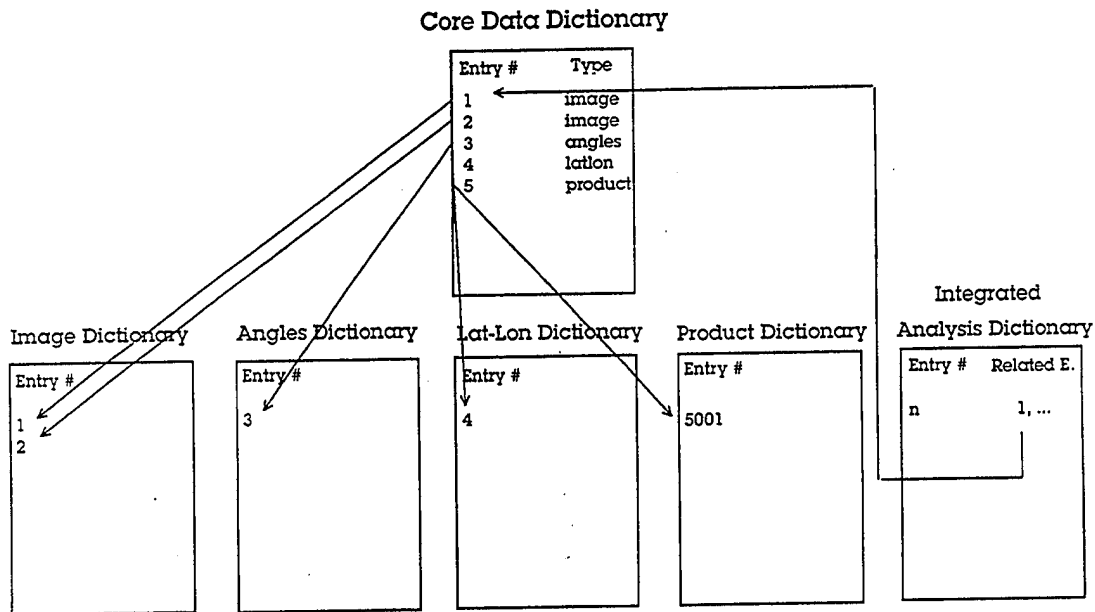 Core Data Dictionary
Entry # Type
1 image
2 image
3 angles
4 latlon
5 product
Image Dictionary
Entry #
1
2
Angles Dictionary
Entry #
3
Lat-Lon Dictionary
Entry #
4
Product Dictionary
Entry #
5001
Integrated
Analysis Dictionary
Entry # Related E.
n 1, ...